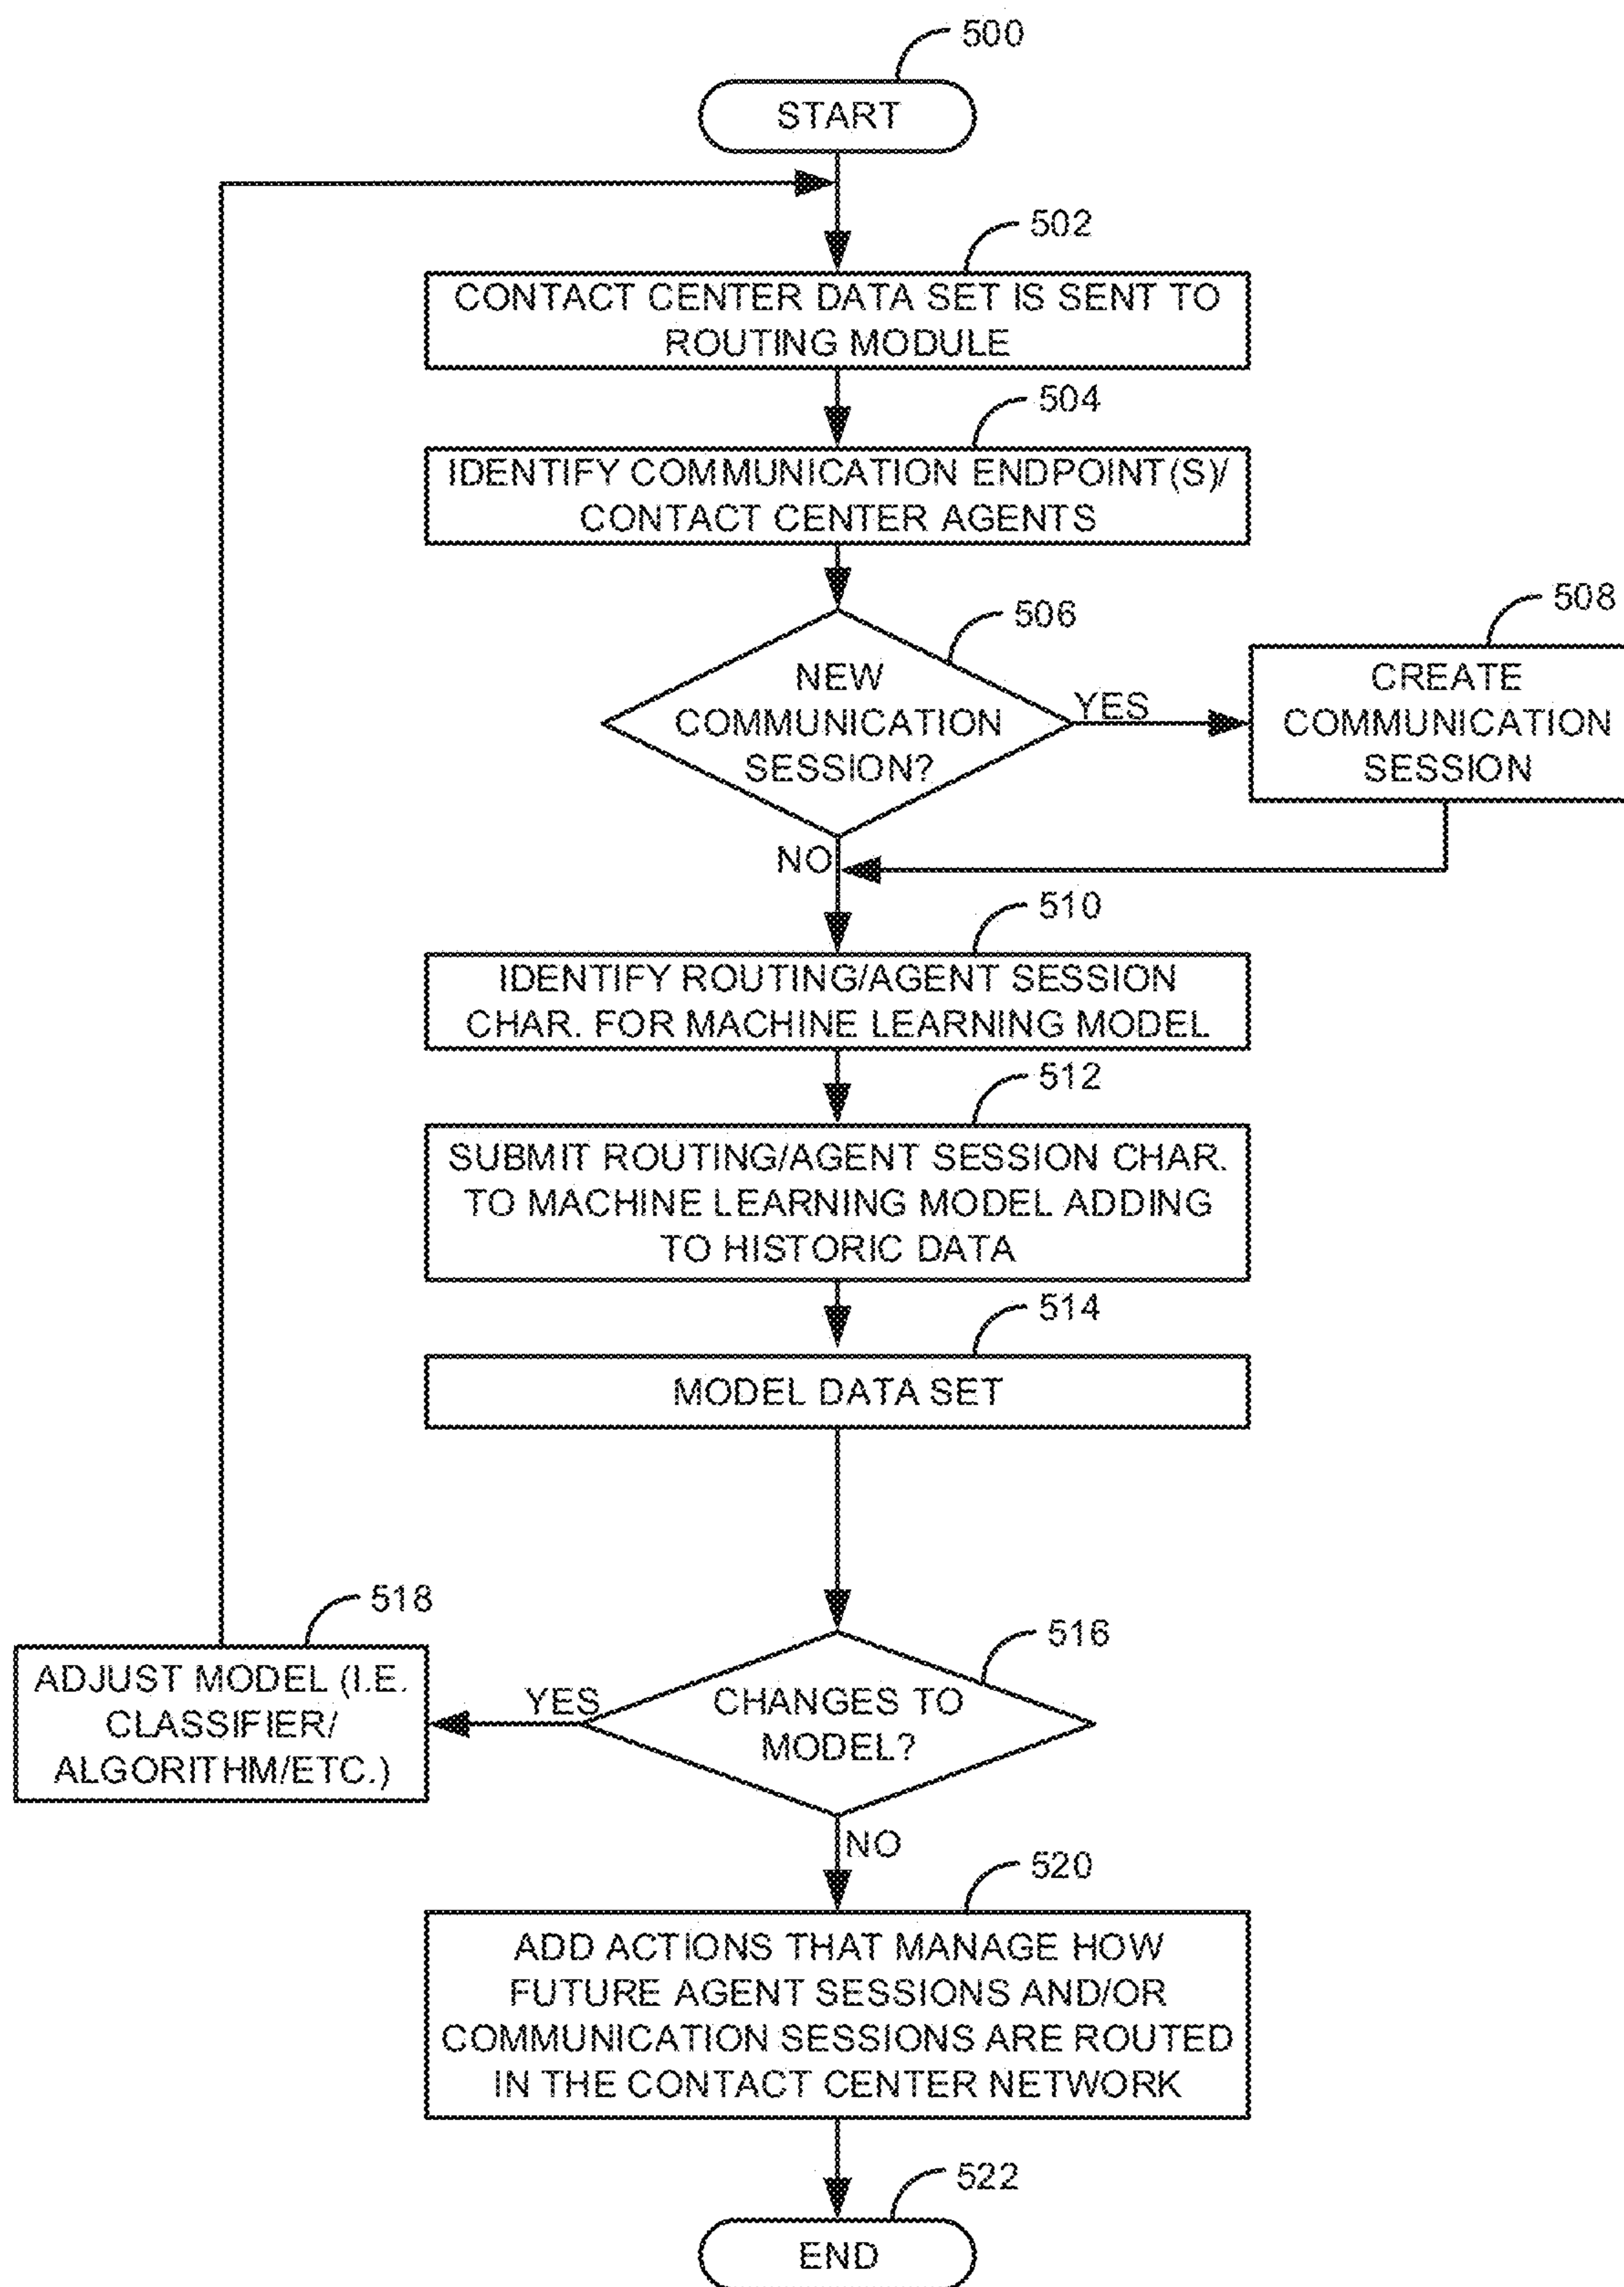 500
START
502
CONTACT CENTER DATA SET IS SENT TO
ROUTING MODULE
504
IDENTIFY COMMUNICATION ENDPOINT(S)/
CONTACT CENTER AGENTS
506
NEW
COMMUNICATION
SESSION?
YES
508
CREATE
COMMUNICATION
SESSION
NO
510
IDENTIFY ROUTING/AGENT SESSION
CHAR. FOR MACHINE LEARNING MODEL
512
SUBMIT ROUTING/AGENT SESSION CHAR.
TO MACHINE LEARNING MODEL ADDING
TO HISTORIC DATA
514
MODEL DATA SET
516
CHANGES TO
MODEL?
YES
518
ADJUST MODEL (I.E.
CLASSIFIER/
ALGORITHM/ETC.)
NO
520
ADD ACTIONS THAT MANAGE HOW
FUTURE AGENT SESSIONS AND/OR
COMMUNICATION SESSIONS ARE ROUTED
IN THE CONTACT CENTER NETWORK
522
END